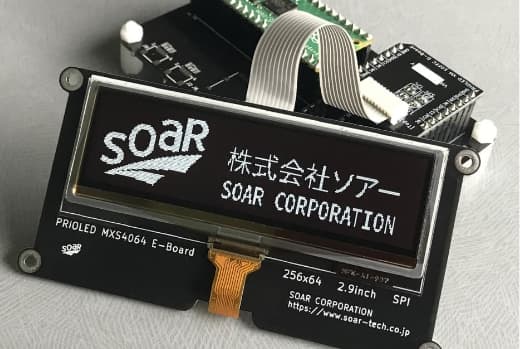 soaR
株式会社ソアー
SOAR CORPORATION
PRIOLED MXS4064 E-Board
soaR
256x64 2.9inch SPI
SOAR CORPORATION
https://www.soar-tech.co.jp